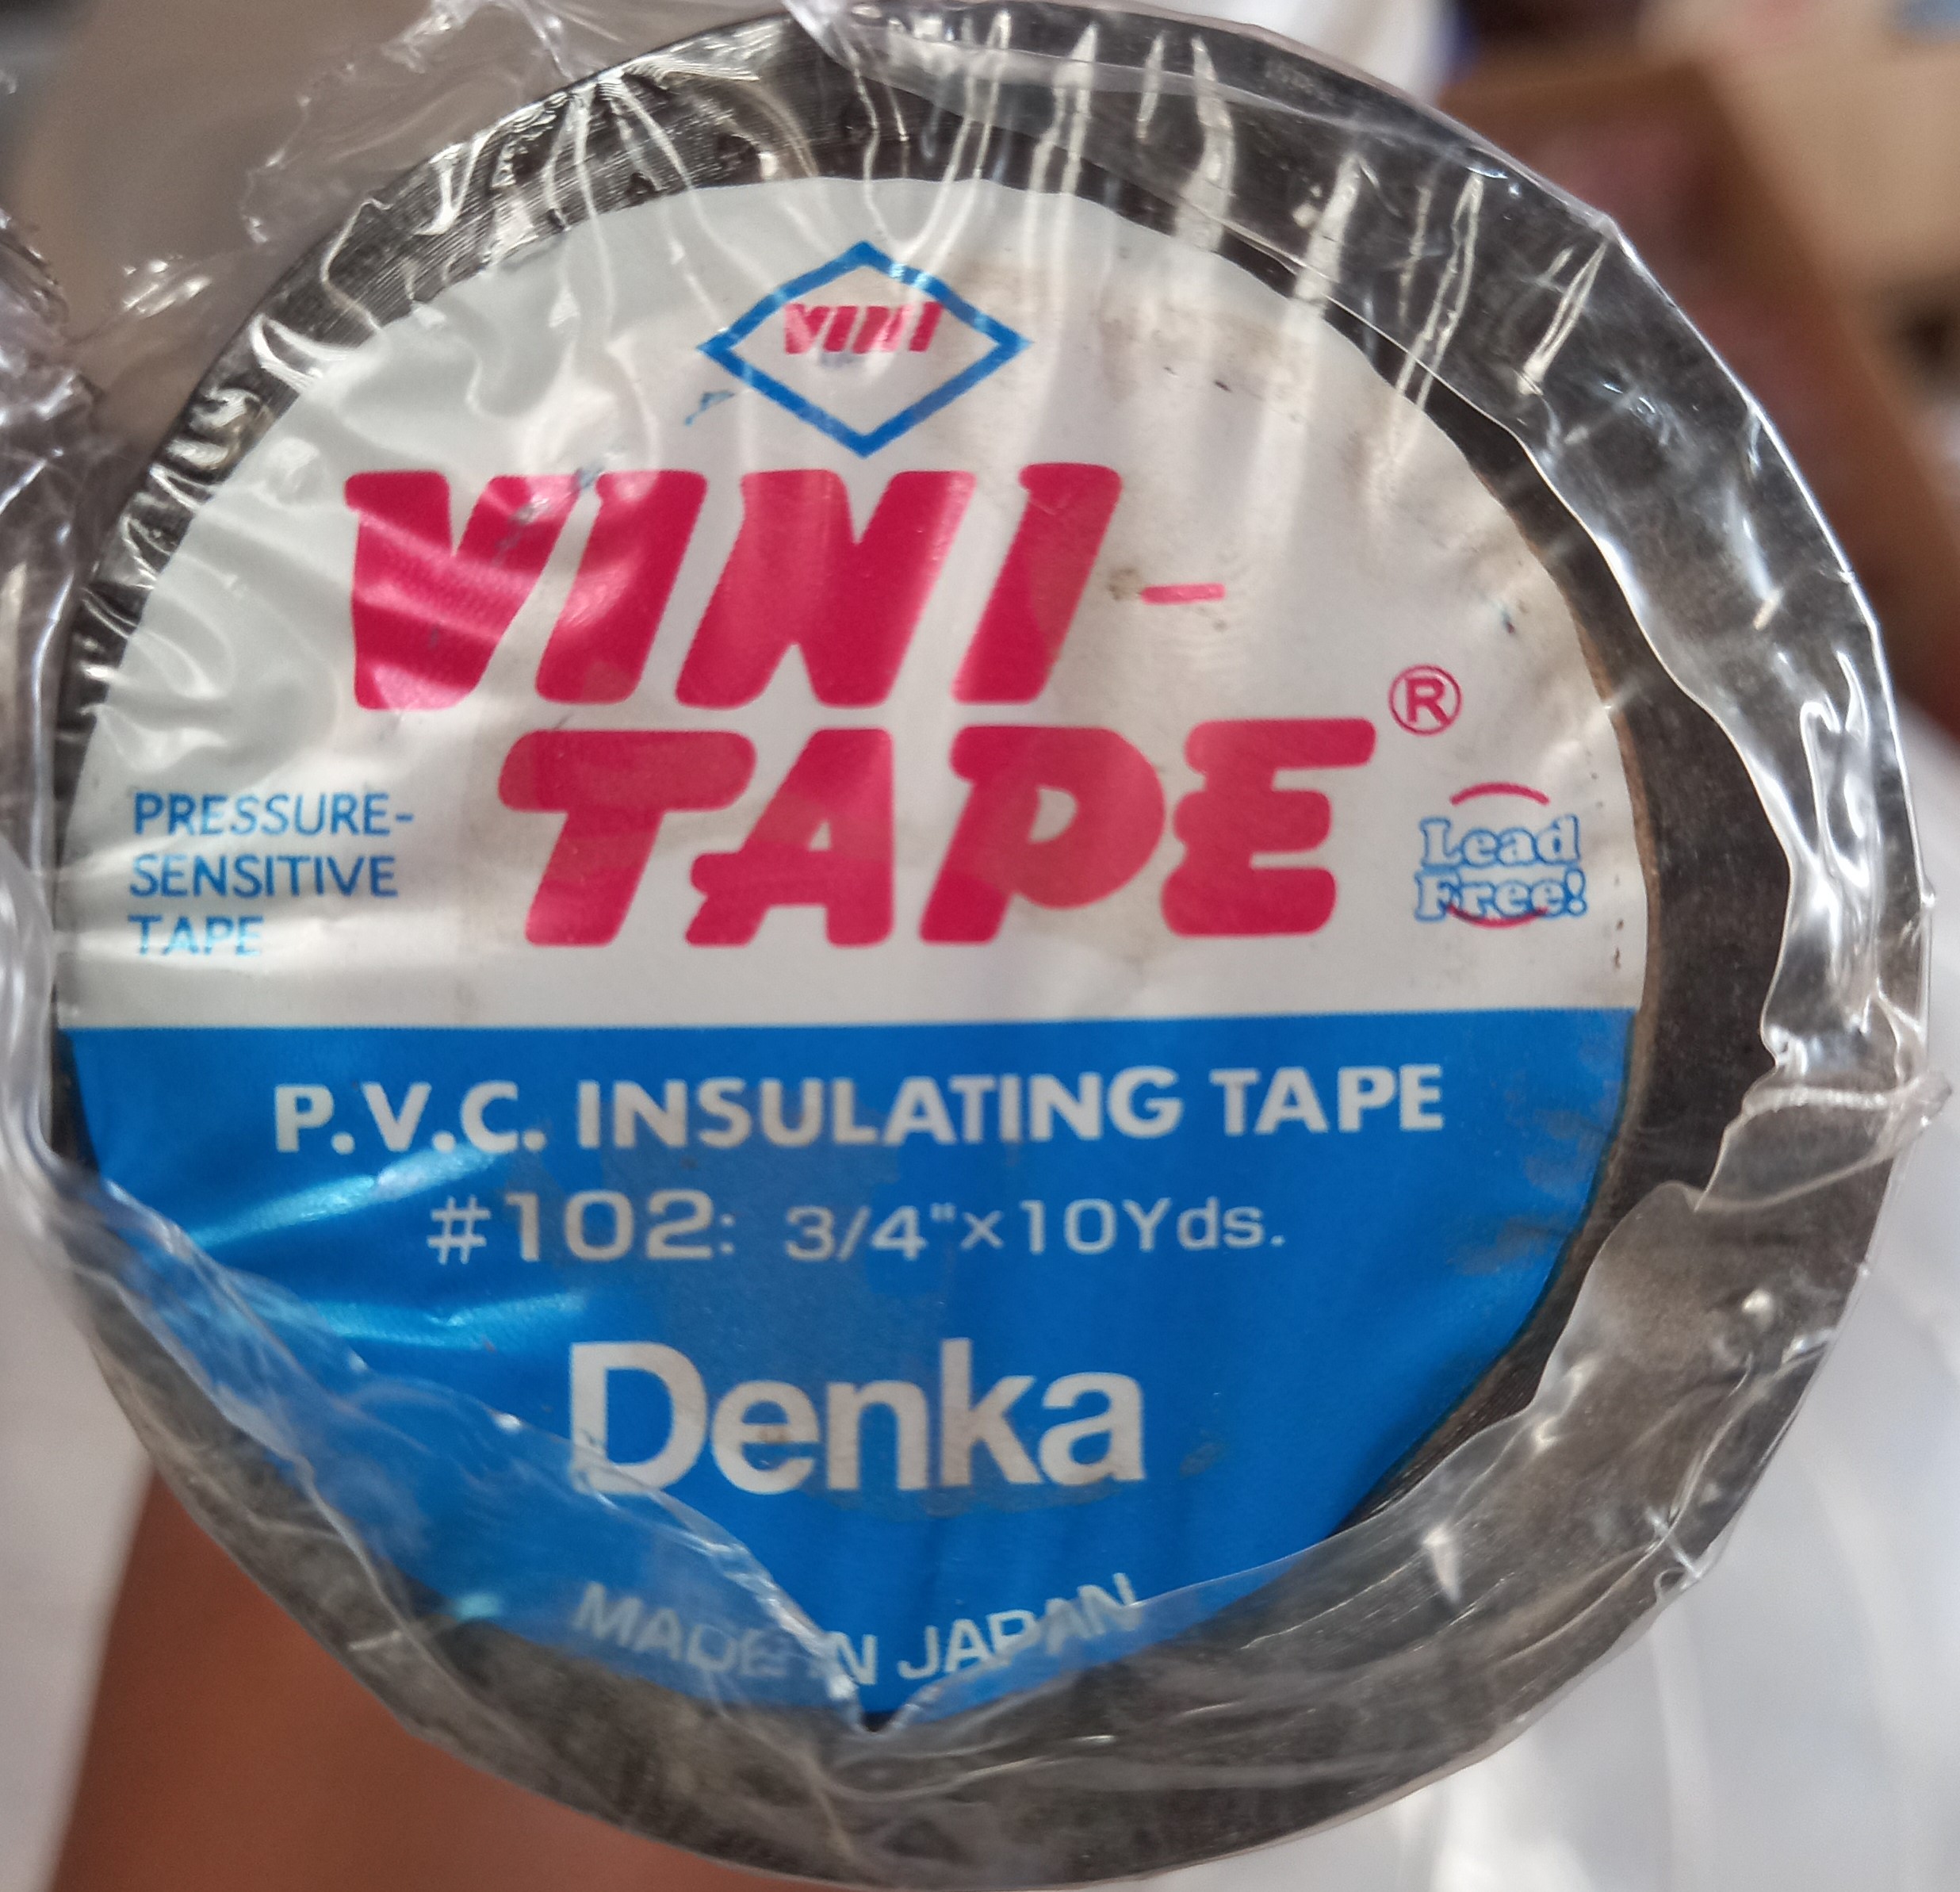 VINI
VINI-
TAPE®
PRESSURE-
SENSITIVE
TAPE
Lead
Free!
P.V.C. INSULATING TAPE
#102: 3/4"×10Yds.
Denka
MADE IN JAPAN